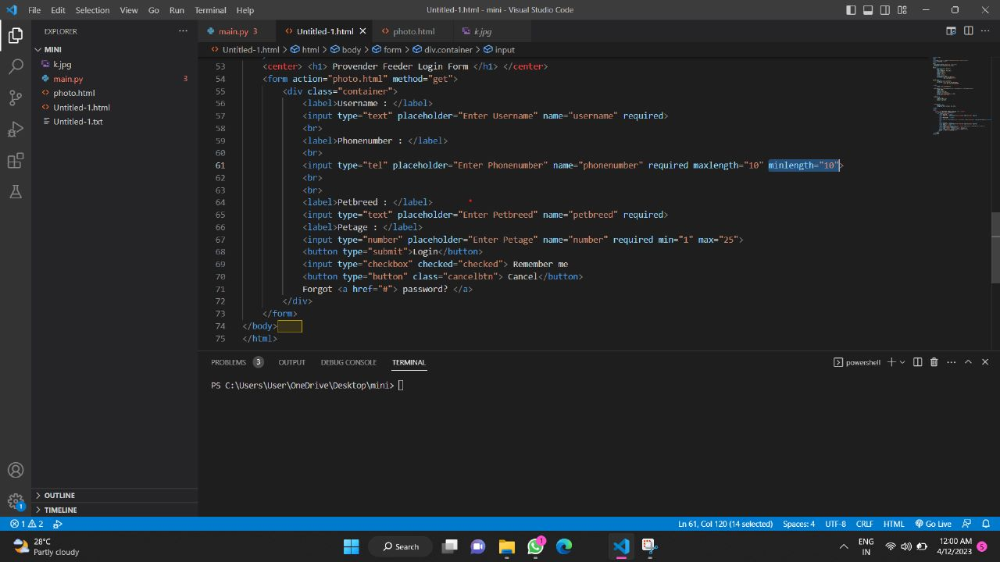 File Edit Selection View Go Run Terminal Help Untitled-1.html - mini - Visual Studio Code
EXPLORER
main.py 3 Untitled-1.html photo.html k.jpg
MINI
Untitled-1.html > html > body > form > div.container > input
k.jpg
main.py 3
photo.html
Untitled-1.html
Untitled-1.txt
53 <center> <h1> Provender Feeder Login Form </h1> </center>
54 <form action="photo.html" method="get">
55 <div class="container">
56 <label>Username : </label>
57 <input type="text" placeholder="Enter Username" name="username" required>
58 <br>
59 <label>Phonenumber : </label>
60 <br>
61 <input type="tel" placeholder="Enter Phonenumber" name="phonenumber" required maxlength="10" minlength="10">
62 <br>
63 <br>
64 <label>Petbreed : </label>
65 <input type="text" placeholder="Enter Petbreed" name="petbreed" required>
66 <label>Petage : </label>
67 <input type="number" placeholder="Enter Petage" name="number" required min="1" max="25">
68 <button type="submit">Login</button>
69 <input type="checkbox" checked="checked"> Remember me
70 <button type="button" class="cancelbtn"> Cancel</button>
71 Forgot <a href="#"> password? </a>
72 </div>
73 </form>
74 </body>
75 </html>
PROBLEMS 3 OUTPUT DEBUG CONSOLE TERMINAL powershell
PS C:\Users\User\OneDrive\Desktop\mini>
OUTLINE
TIMELINE
1
1 2 Ln 61, Col 120 (14 selected) Spaces: 4 UTF-8 CRLF HTML Go Live
28°C
Partly cloudy
Search
1
ENG
IN
12:00 AM
4/12/2023
5